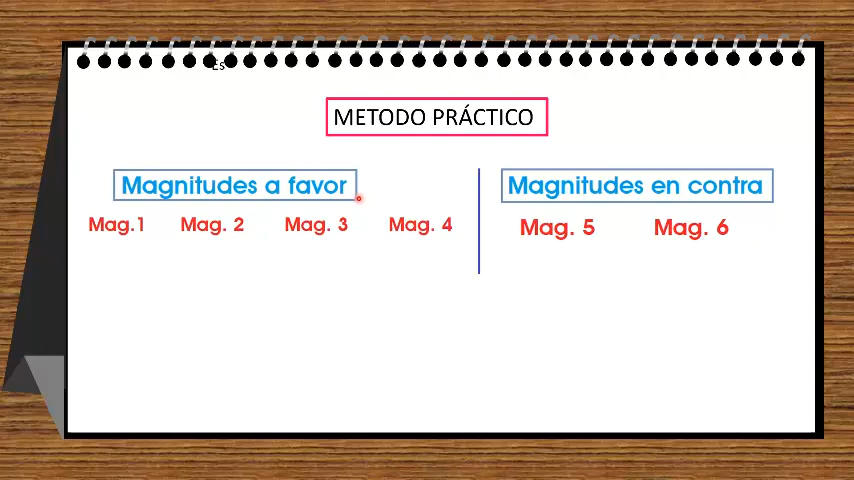 Es
METODO PRÁCTICO
Magnitudes a favor
Magnitudes en contra
Mag.1 Mag. 2 Mag. 3 Mag. 4
Mag. 5 Mag. 6